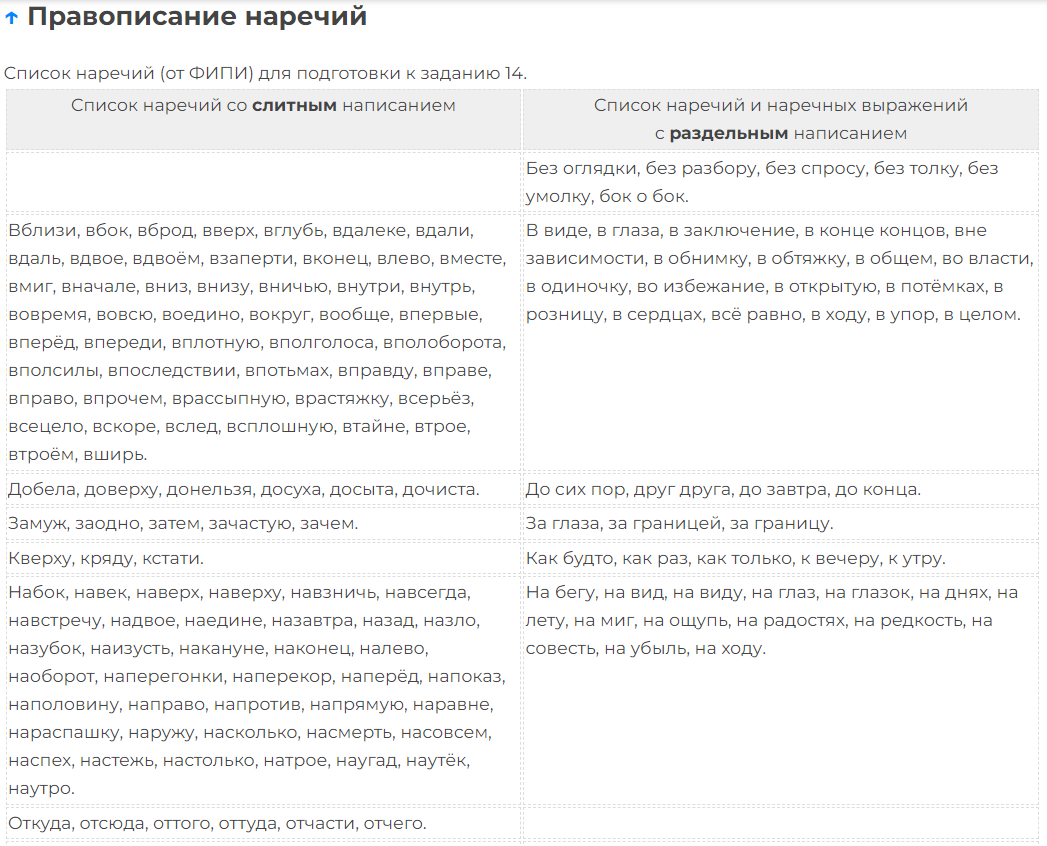 ↑ Правописание наречий
Список наречий (от ФИПИ) для подготовки к заданию 14.
Список наречий со слитным написанием
Список наречий и наречных выражений
с раздельным написанием
Без оглядки, без разбору, без спросу, без толку, без
умолку, бок о бок.
Вблизи, вбок, вброд, вверх, вглубь, вдалеке, вдали,
вдаль, вдвое, вдвоём, взаперти, вконец, влево, вместе,
вмиг, вначале, вниз, внизу, вничью, внутри, внутрь,
вовремя, вовсю, воедино, вокруг, вообще, впервые,
вперёд, впереди, вплотную, вполголоса, вполоборота,
вполсилы, впоследствии, впотьмах, вправду, вправе,
вправо, впрочем, врассыпную, врастяжку, всерьёз,
всецело, вскоре, вслед, всплошную, втайне, втрое,
втроём, вширь.
В виде, в глаза, в заключение, в конце концов, вне
зависимости, в обнимку, в обтяжку, в общем, во власти,
в одиночку, во избежание, в открытую, в потёмках, в
розницу, в сердцах, всё равно, в ходу, в упор, в целом.
Добела, доверху, донельзя, досуха, досыта, дочиста.
До сих пор, друг друга, до завтра, до конца.
Замуж, заодно, затем, зачастую, зачем.
За глаза, за границей, за границу.
Кверху, кряду, кстати.
Как будто, как раз, как только, к вечеру, к утру.
Набок, навек, наверх, наверху, навзничь, навсегда,
навстречу, надвое, наедине, назавтра, назад, назло,
назубок, наизусть, накануне, наконец, налево,
наоборот, наперегонки, наперекор, наперёд, напоказ,
наполовину, направо, напротив, напрямую, наравне,
нараспашку, наружу, насколько, насмерть, насовсем,
наспех, настежь, настолько, натрое, наугад, наутёк,
наутро.
На бегу, на вид, на виду, на глаз, на глазок, на днях, на
лету, на миг, на ощупь, на радостях, на редкость, на
совесть, на убыль, на ходу.
Откуда, отсюда, оттого, оттуда, отчасти, отчего.